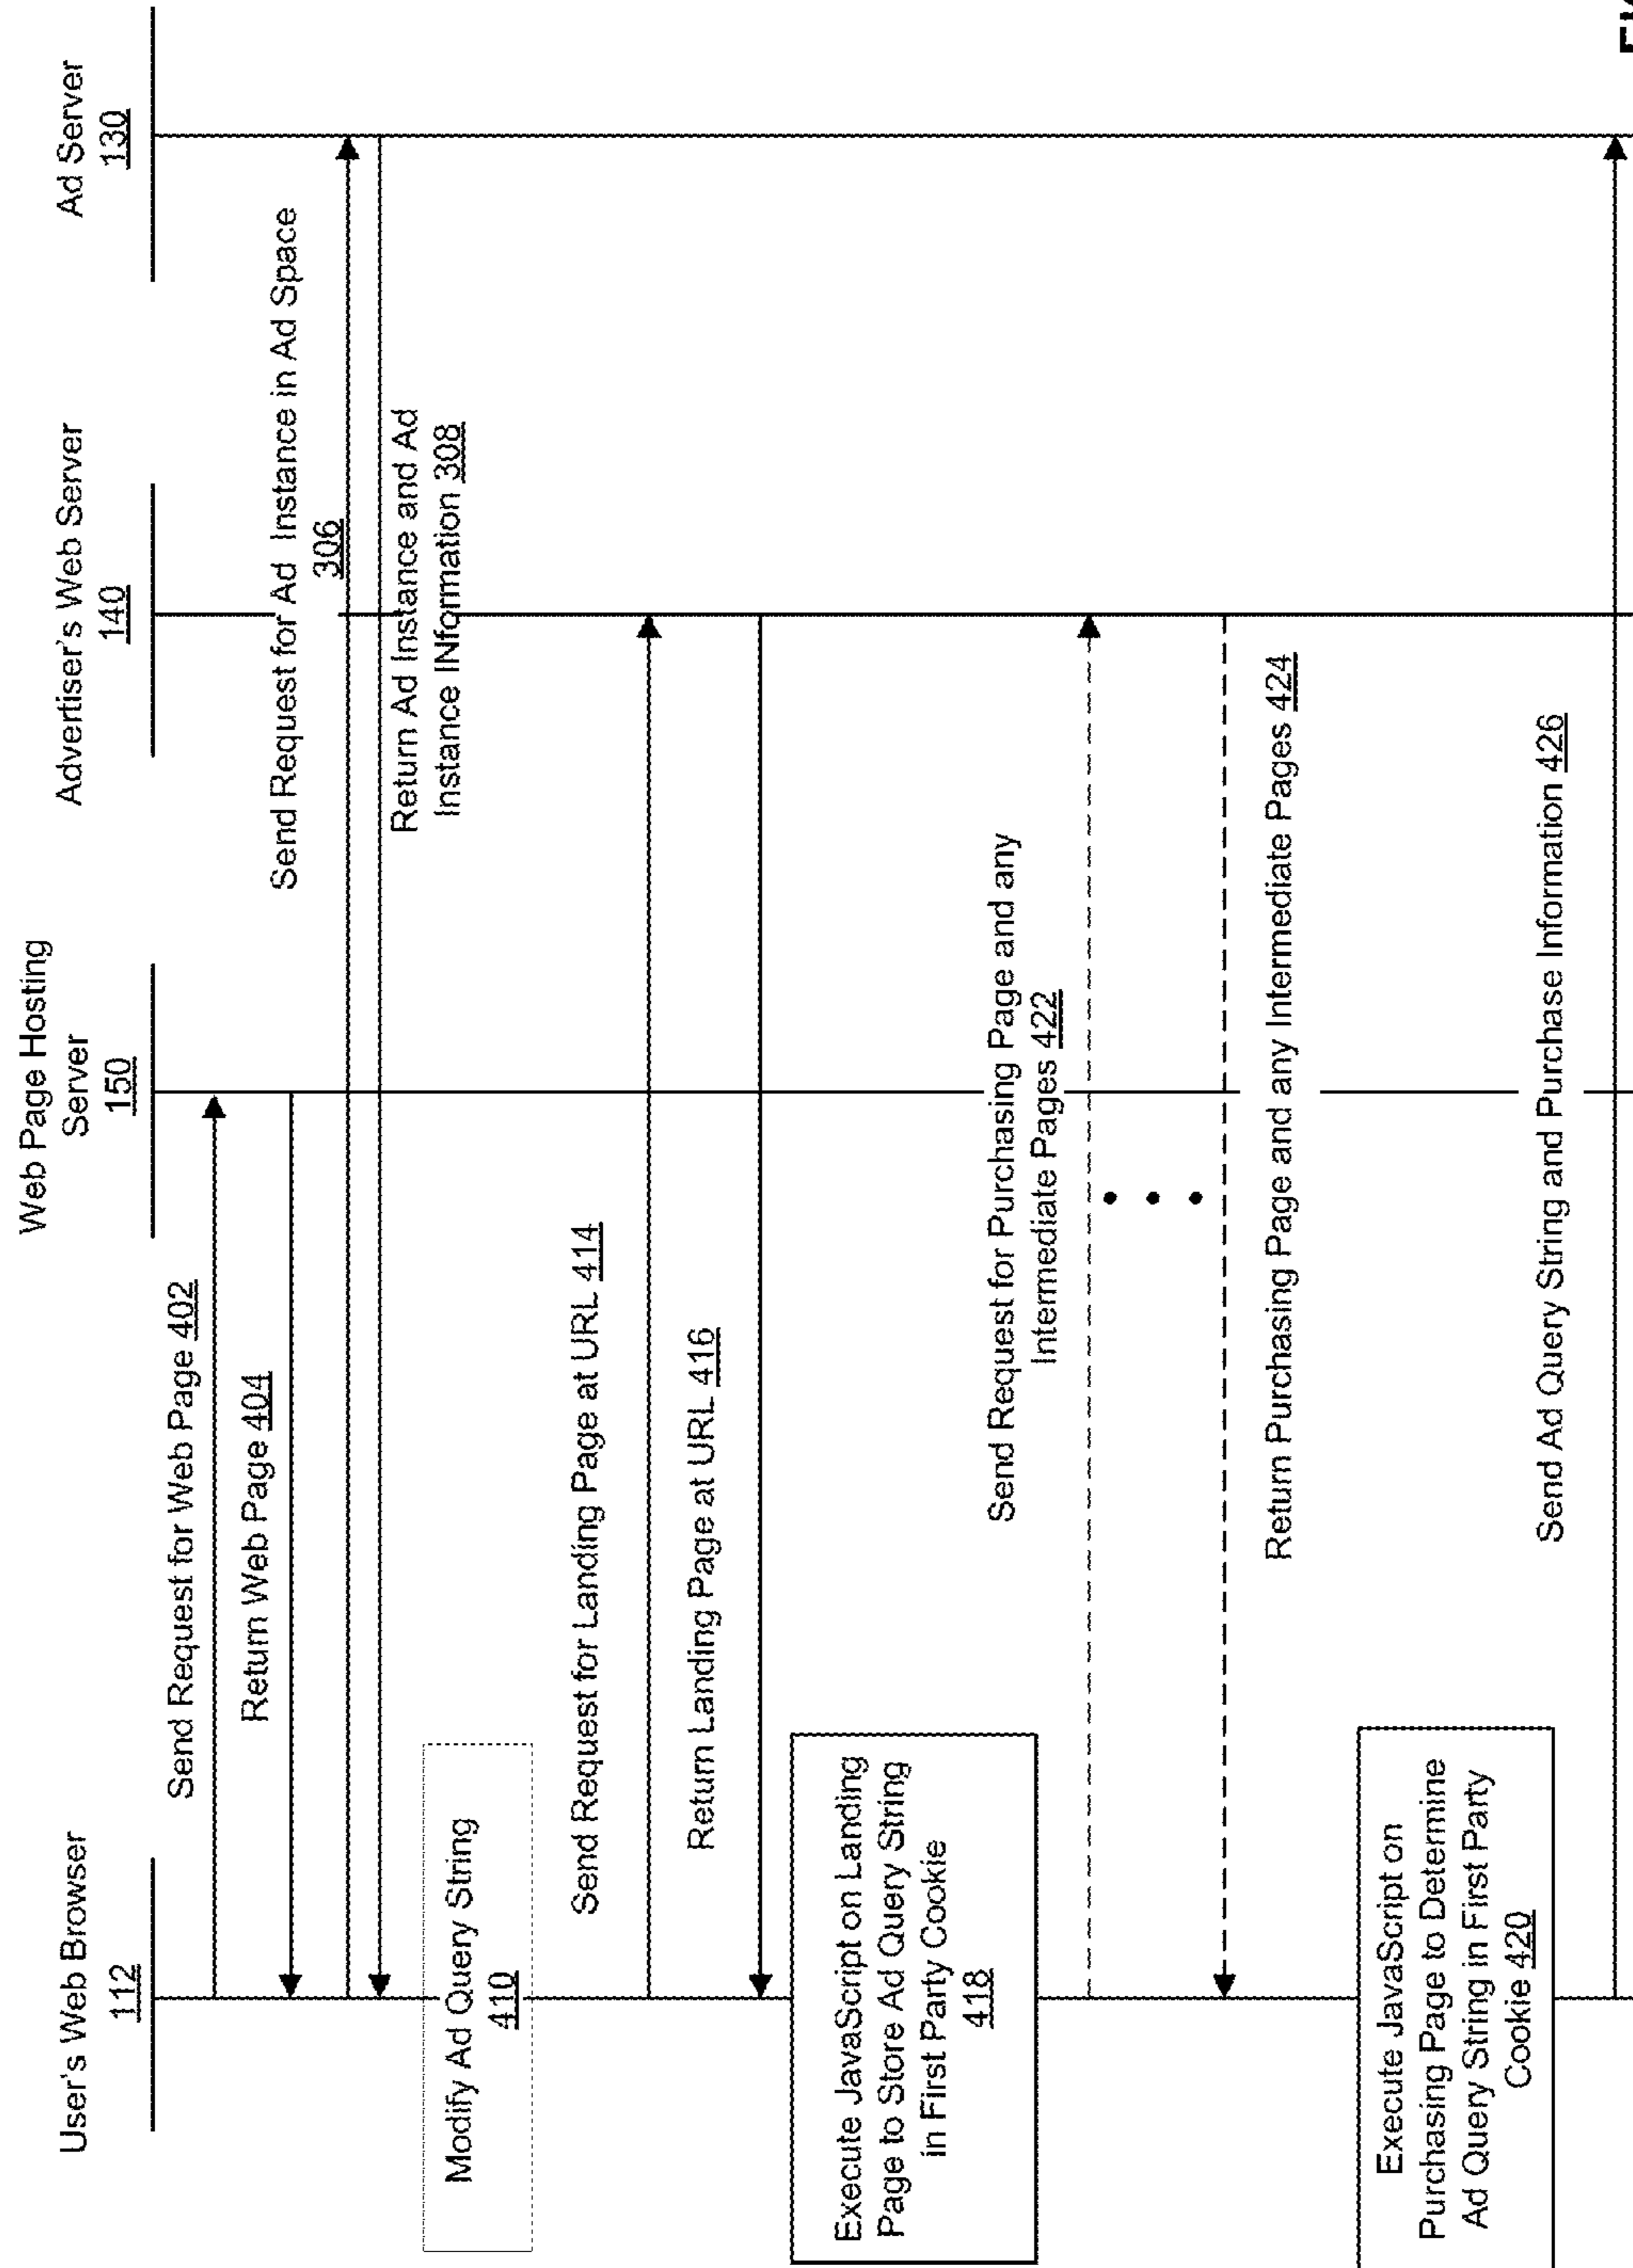 User's Web Browser
112
Web Page Hosting
Server
150
Advertiser's Web Server
140
Ad Server
130
Send Request for Web Page 402
Return Web Page 404
Send Request for Ad Instance in Ad Space
306
Return Ad Instance and Ad
Instance INformation 308
Modify Ad Query String
410
Send Request for Landing Page at URL 414
Return Landing Page at URL 416
Execute JavaScript on Landing
Page to Store Ad Query String
in First Party Cookie
418
Send Request for Purchasing Page and any
Intermediate Pages 422
Return Purchasing Page and any Intermediate Pages 424
Execute JavaScript on
Purchasing Page to Determine
Ad Query String in First Party
Cookie 420
Send Ad Query String and Purchase Information 426